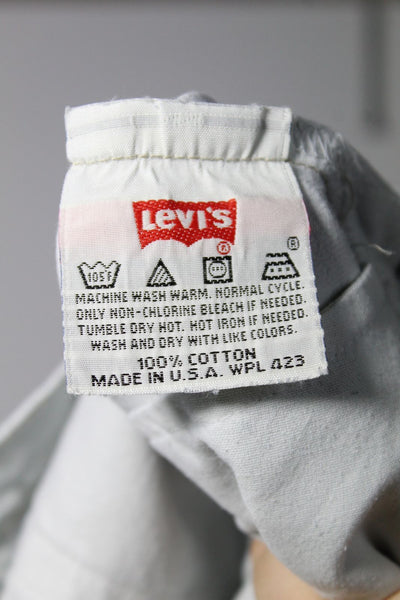 Levi's
®
®
105°F
MACHINE WASH WARM. NORMAL CYCLE.
ONLY NON-CHLORINE BLEACH IF NEEDED.
TUMBLE DRY HOT. HOT IRON IF NEEDED.
WASH AND DRY WITH LIKE COLORS.
100% COTTON
MADE IN U.S.A. WPL 423